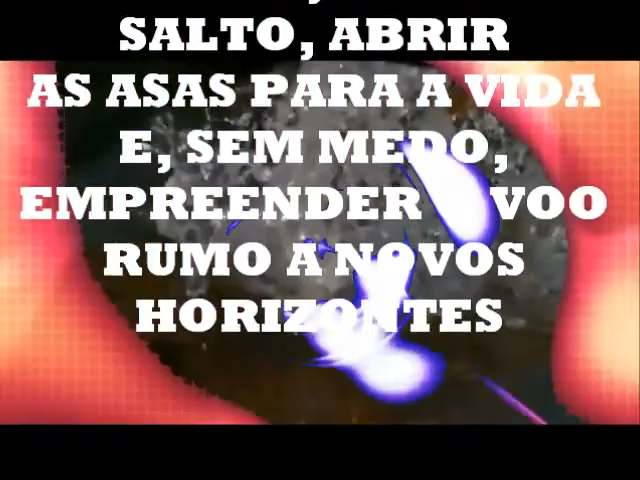 SALTO, ABRIR
AS ASAS PARA A VIDA
E, SEM MEDO,
EMPREENDER VOO
RUMO A NOVOS
HORIZONTES